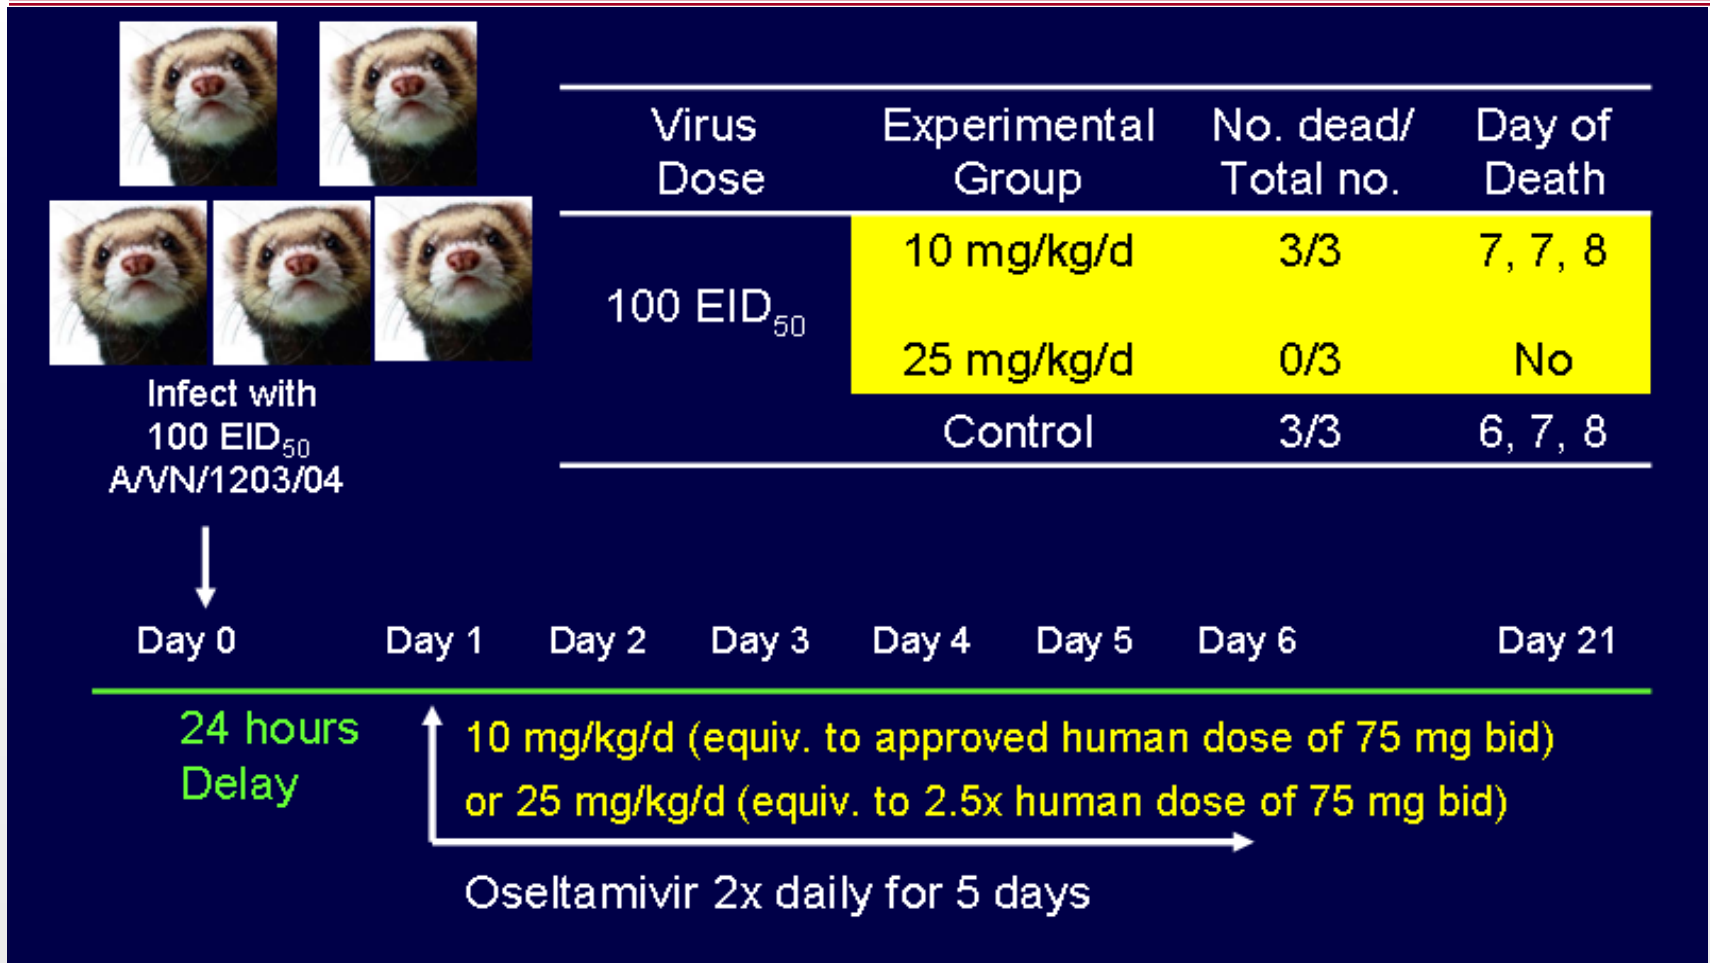 Virus Dose
Experimental Group
No. dead/ Total no.
Day of Death
100 EID50
10 mg/kg/d 3/3 7, 7, 8
25 mg/kg/d 0/3 No
Control 3/3 6, 7, 8
Infect with
100 EID50
A/VN/1203/04
Day 0 Day 1 Day 2 Day 3 Day 4 Day 5 Day 6 Day 21
24 hours
Delay
10 mg/kg/d (equiv. to approved human dose of 75 mg bid)
or 25 mg/kg/d (equiv. to 2.5x human dose of 75 mg bid)
Oseltamivir 2x daily for 5 days